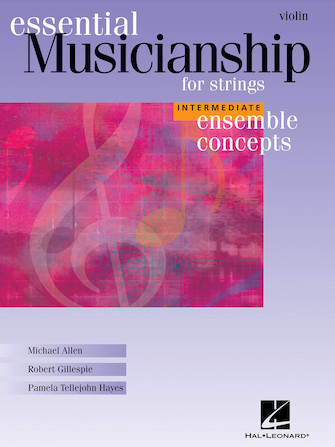 essential
violin
Musicianship
for strings
INTERMEDIATE
ensemble
concepts
Michael Allen
Robert Gillespie
Pamela Tellejohn Hayes
HAL•LEONARD®